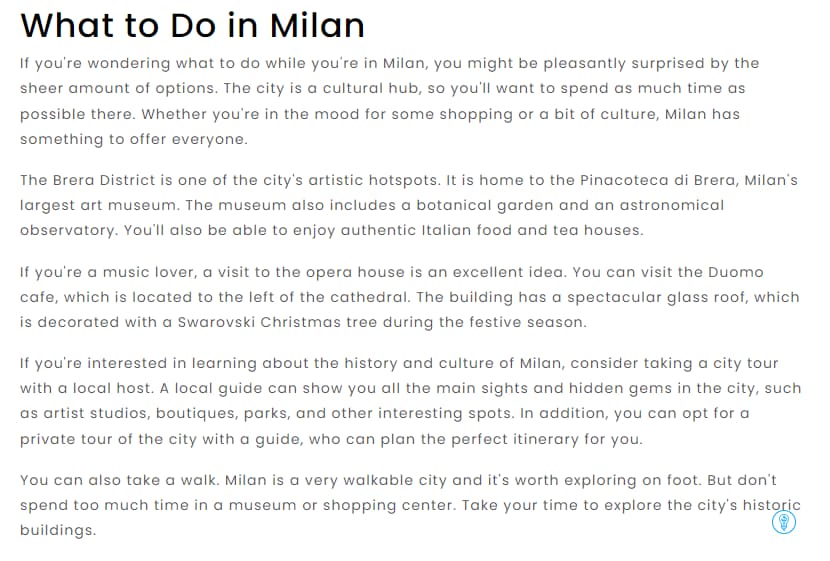 What to Do in Milan
If you're wondering what to do while you're in Milan, you might be pleasantly surprised by the
sheer amount of options. The city is a cultural hub, so you'll want to spend as much time as
possible there. Whether you're in the mood for some shopping or a bit of culture, Milan has
something to offer everyone.
The Brera District is one of the city's artistic hotspots. It is home to the Pinacoteca di Brera, Milan's
largest art museum. The museum also includes a botanical garden and an astronomical
observatory. You'll also be able to enjoy authentic Italian food and tea houses.
If you're a music lover, a visit to the opera house is an excellent idea. You can visit the Duomo
cafe, which is located to the left of the cathedral. The building has a spectacular glass roof, which
is decorated with a Swarovski Christmas tree during the festive season.
If you're interested in learning about the history and culture of Milan, consider taking a city tour
with a local host. A local guide can show you all the main sights and hidden gems in the city, such
as artist studios, boutiques, parks, and other interesting spots. In addition, you can opt for a
private tour of the city with a guide, who can plan the perfect itinerary for you.
You can also take a walk. Milan is a very walkable city and it's worth exploring on foot. But don't
spend too much time in a museum or shopping center. Take your time to explore the city's historic
buildings.